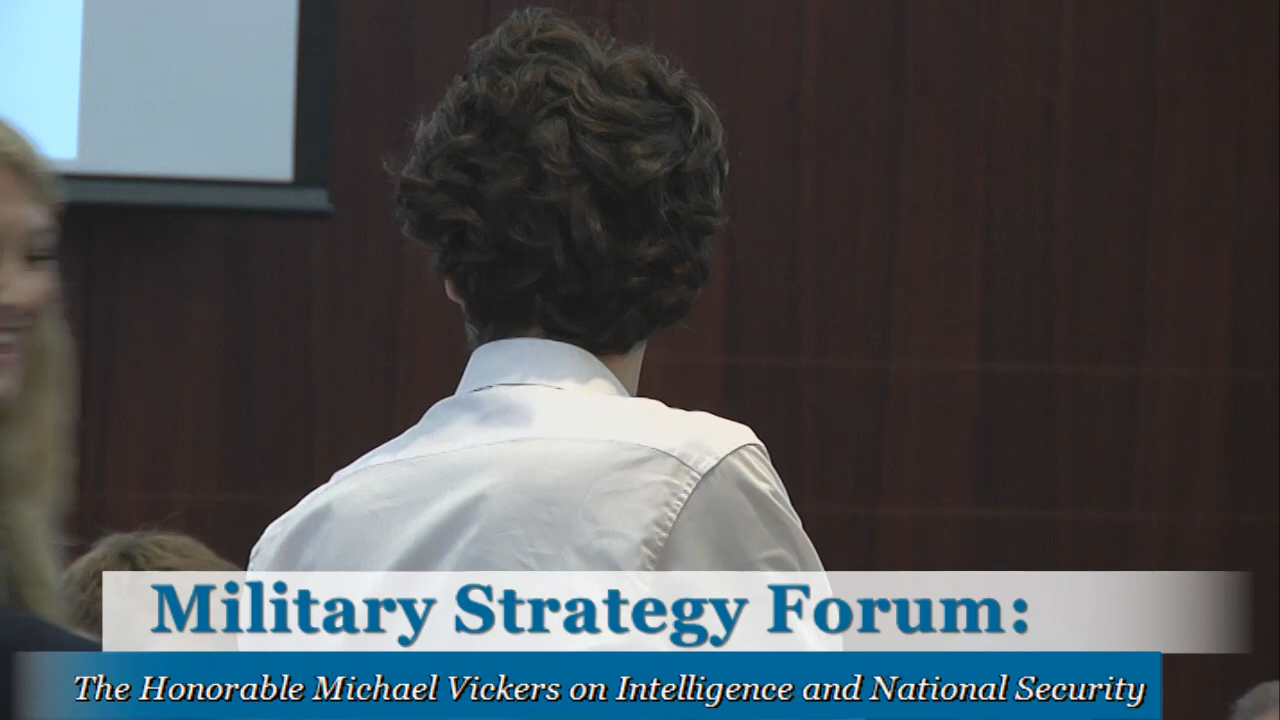 Military Strategy Forum:
The Honorable Michael Vickers on Intelligence and National Security